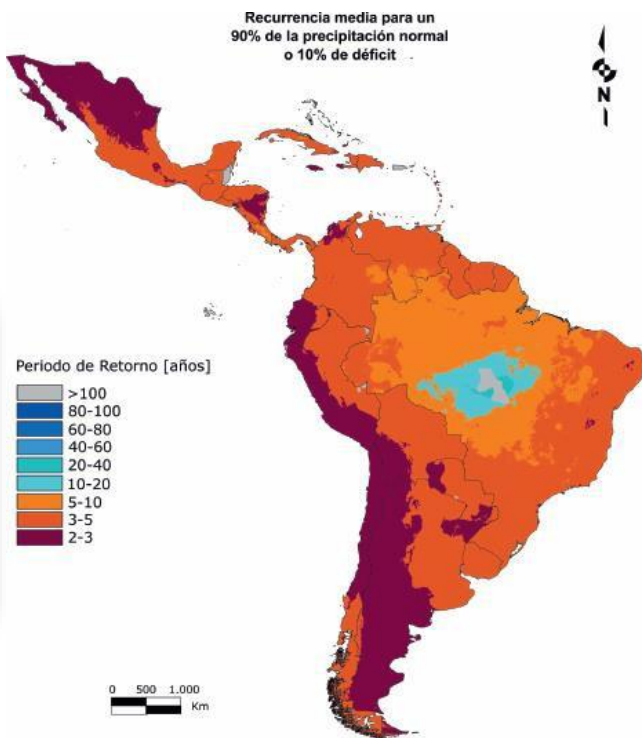 Recurrencia media para un
90% de la precipitación normal
o 10% de déficit
N
Periodo de Retorno [años]
>100
80-100
60-80
40-60
20-40
10-20
5-10
3-5
2-3
0 500 1.000
Km